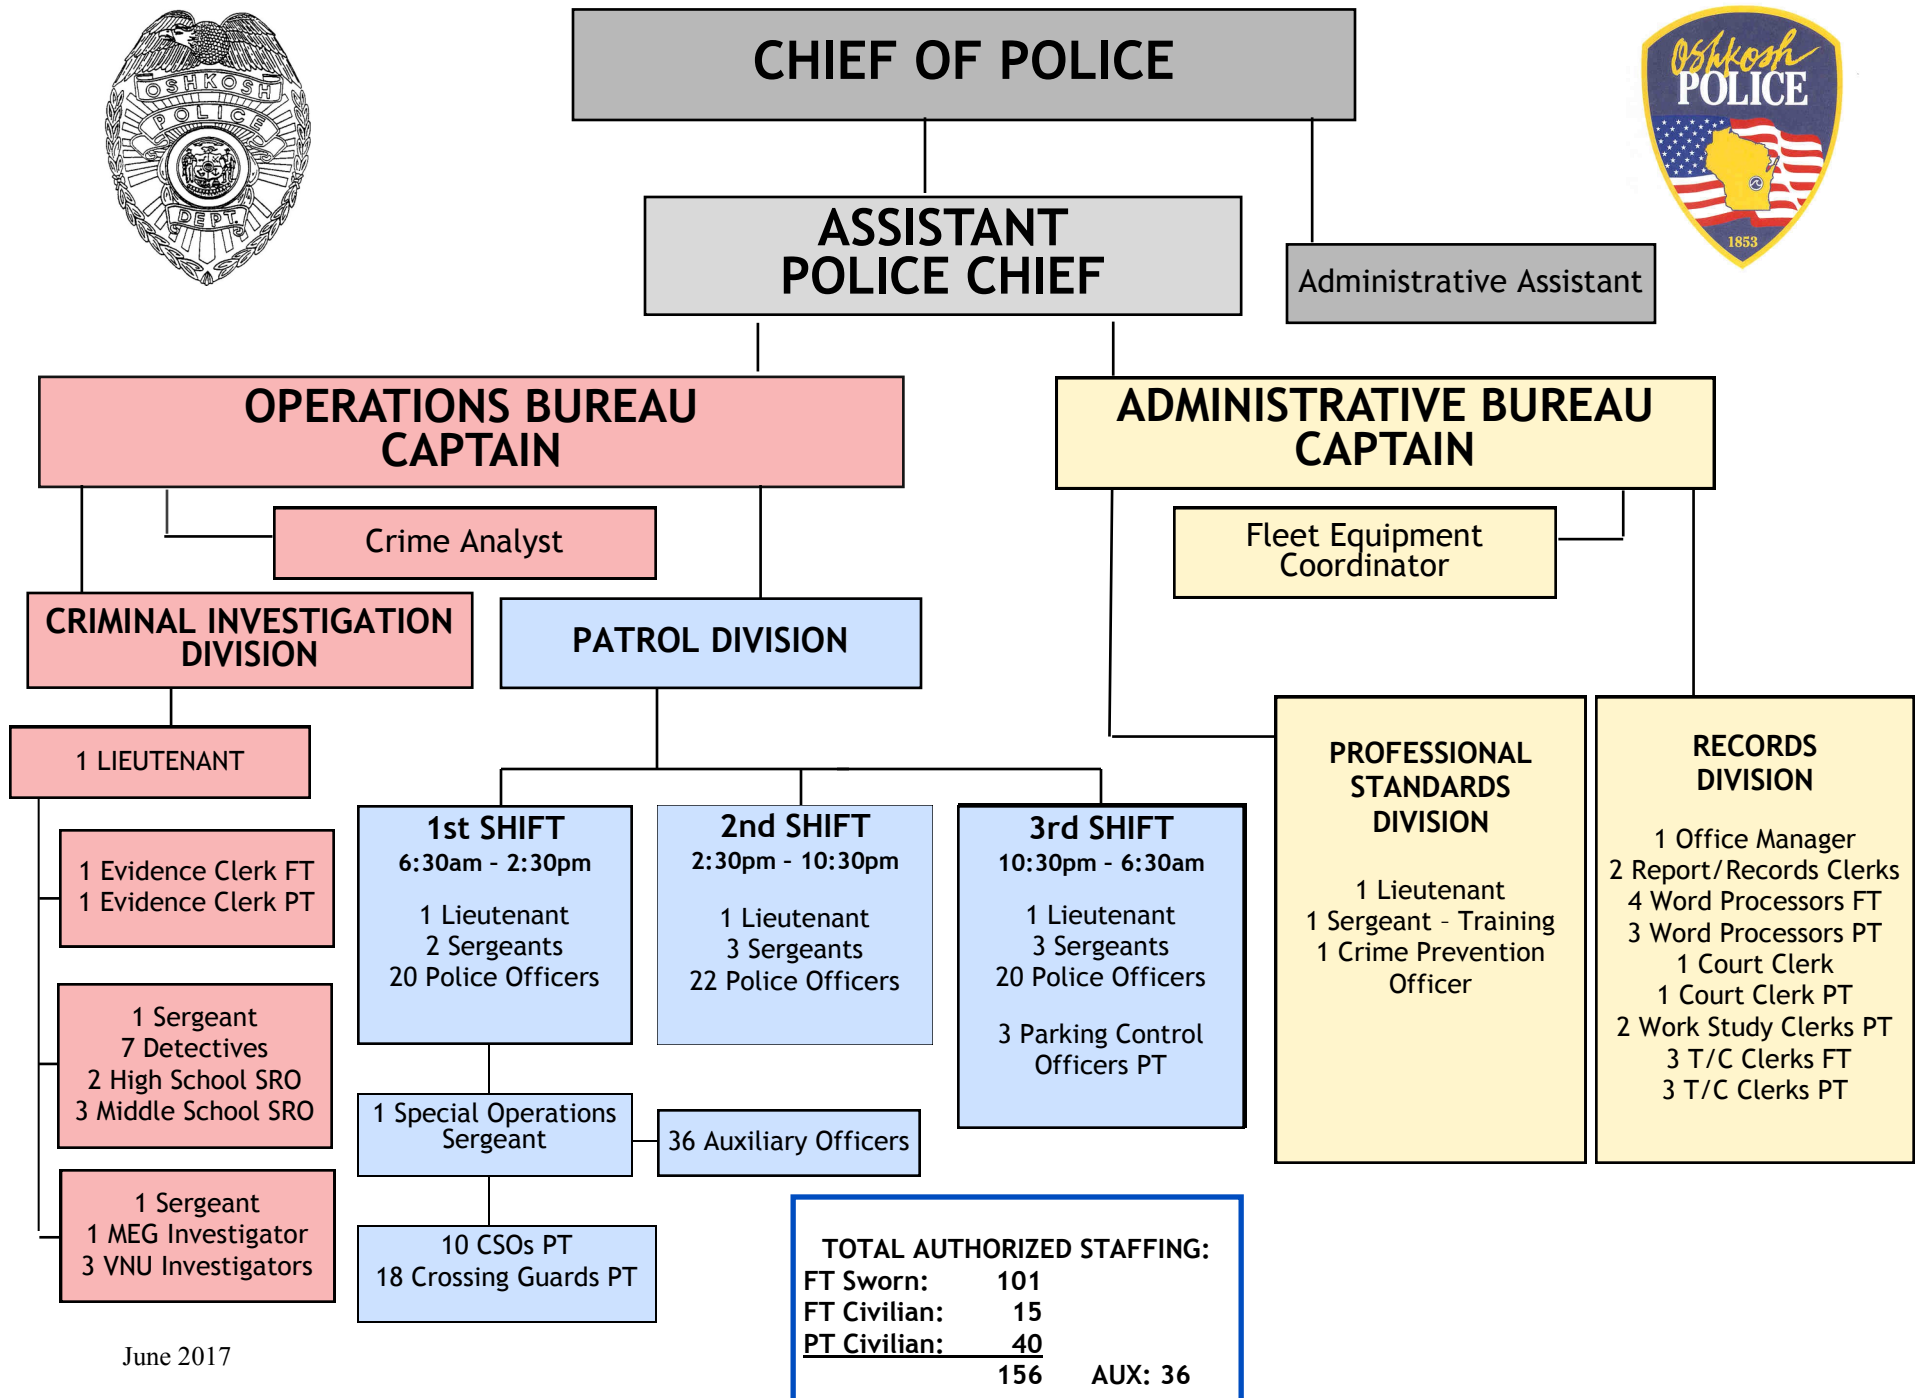 OSHKOSH
POLICE
DEPT.
CHIEF OF POLICE
Oshkosh
POLICE
1853
ASSISTANT
POLICE CHIEF
Administrative Assistant
OPERATIONS BUREAU
CAPTAIN
ADMINISTRATIVE BUREAU
CAPTAIN
Crime Analyst
Fleet Equipment
Coordinator
CRIMINAL INVESTIGATION
DIVISION
PATROL DIVISION
1 LIEUTENANT
1 Evidence Clerk FT
1 Evidence Clerk PT
1 Sergeant
7 Detectives
2 High School SRO
3 Middle School SRO
1 Sergeant
1 MEG Investigator
3 VNU Investigators
1st SHIFT
6:30am – 2:30pm
1 Lieutenant
2 Sergeants
20 Police Officers
2nd SHIFT
2:30pm – 10:30pm
1 Lieutenant
3 Sergeants
22 Police Officers
3rd SHIFT
10:30pm – 6:30am
1 Lieutenant
3 Sergeants
20 Police Officers
3 Parking Control
Officers PT
1 Special Operations
Sergeant
36 Auxiliary Officers
10 CSOs PT
18 Crossing Guards PT
PROFESSIONAL
STANDARDS
DIVISION
1 Lieutenant
1 Sergeant – Training
1 Crime Prevention
Officer
RECORDS
DIVISION
1 Office Manager
2 Report/Records Clerks
4 Word Processors FT
3 Word Processors PT
1 Court Clerk
1 Court Clerk PT
2 Work Study Clerks PT
3 T/C Clerks FT
3 T/C Clerks PT
TOTAL AUTHORIZED STAFFING:
FT Sworn: 101
FT Civilian: 15
PT Civilian: 40
156 AUX: 36
June 2017